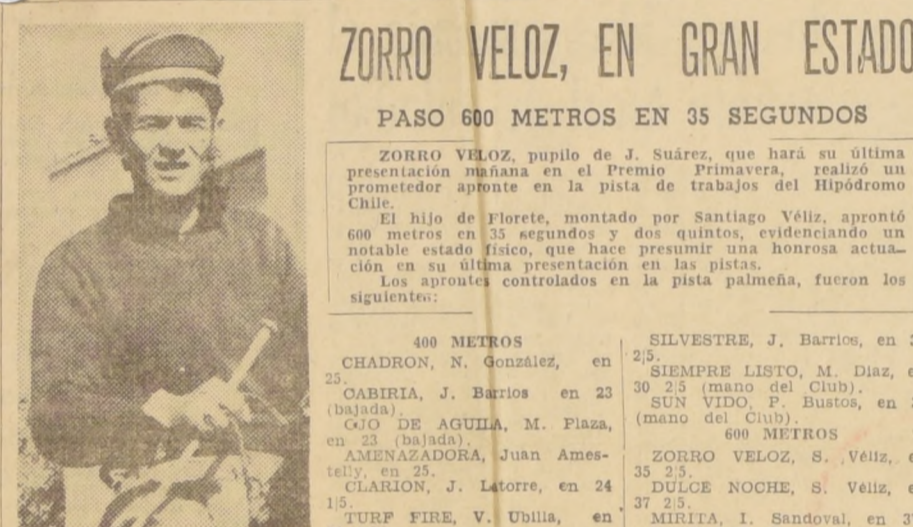 ZORRO VELOZ, EN GRAN ESTADO
PASO 600 METROS EN 35 SEGUNDOS
ZORRO VELOZ, pupilo de J. Suárez, que hará su última
presentación mañana en el Premio Primavera, realizó un
prometedor apronte en la pista de trabajos del Hipódromo
Chile.
El hijo de Florete, montado por Santiago Véliz, aprontó
600 metros en 35 segundos y dos quintos, evidenciando un
notable estado físico, que hace presumir una honrosa actua-
ción en su última presentación en las pistas.
Los aprontes controlados en la pista palmeña, fueron los
siguientes:
400 METROS
CHADRON, N. González, en
25.
CABIRIA, J. Barrios en 23
(bajada).
OJO DE AGUILA, M. Plaza,
en 23 (bajada).
AMENAZADORA, Juan Ames-
telly, en 25.
CLARION, J. Latorre, en 24
1|5.
TURF FIRE, V. Ubilla, en
SILVESTRE, J. Barrios, en
2|5.
SIEMPRE LISTO, M. Díaz,
30 2|5 (mano del Club).
SUN VIDO, P. Bustos, en
(mano del Club).
600 METROS
ZORRO VELOZ, S. Véliz,
35 2|5.
DULCE NOCHE, S. Véliz,
37 2|5.
MIRITA, I. Sandoval, en